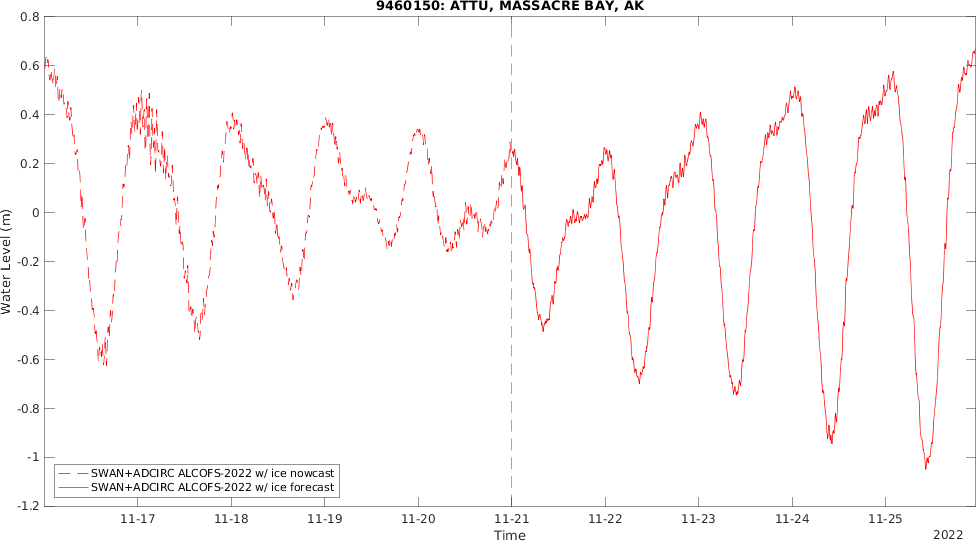 9460150: ATTU, MASSACRE BAY, AK
0.8
0.6
0.4
0.2
0
-0.2
-0.4
-0.6
-0.8
-1
-1.2
Water Level (m)
SWAN+ADCIRC ALCOFS-2022 w/ ice nowcast
SWAN+ADCIRC ALCOFS-2022 w/ ice forecast
11-17 11-18 11-19 11-20 11-21 11-22 11-23 11-24 11-25
Time
2022